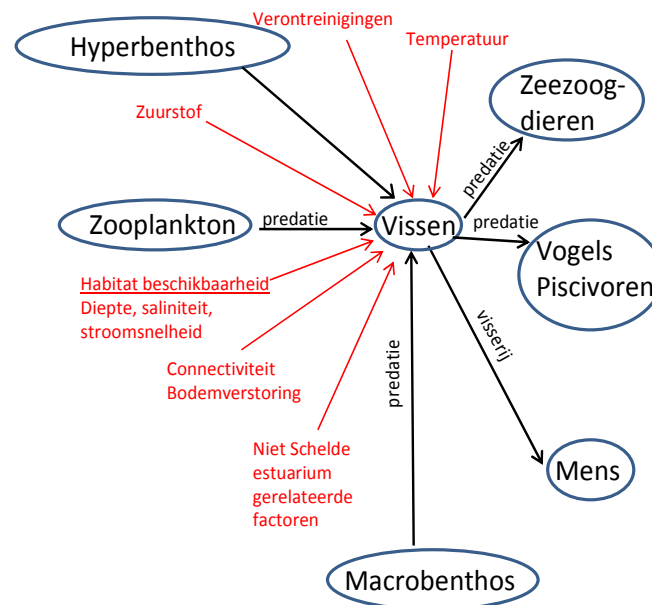 Verontreinigingen
Hyperbenthos
Temperatuur
Zeezoog-
dieren
Zuurstof
predatie
Zooplankton
predatie
Vissen
predatie
Vogels
Piscivoren
Habitat beschikbaarheid
Diepte, saliniteit,
stroomsnelheid
visserij
predatie
Connectiviteit
Bodemverstoring
Niet Schelde
estuarium
gerelateerde
factoren
Mens
Macrobenthos